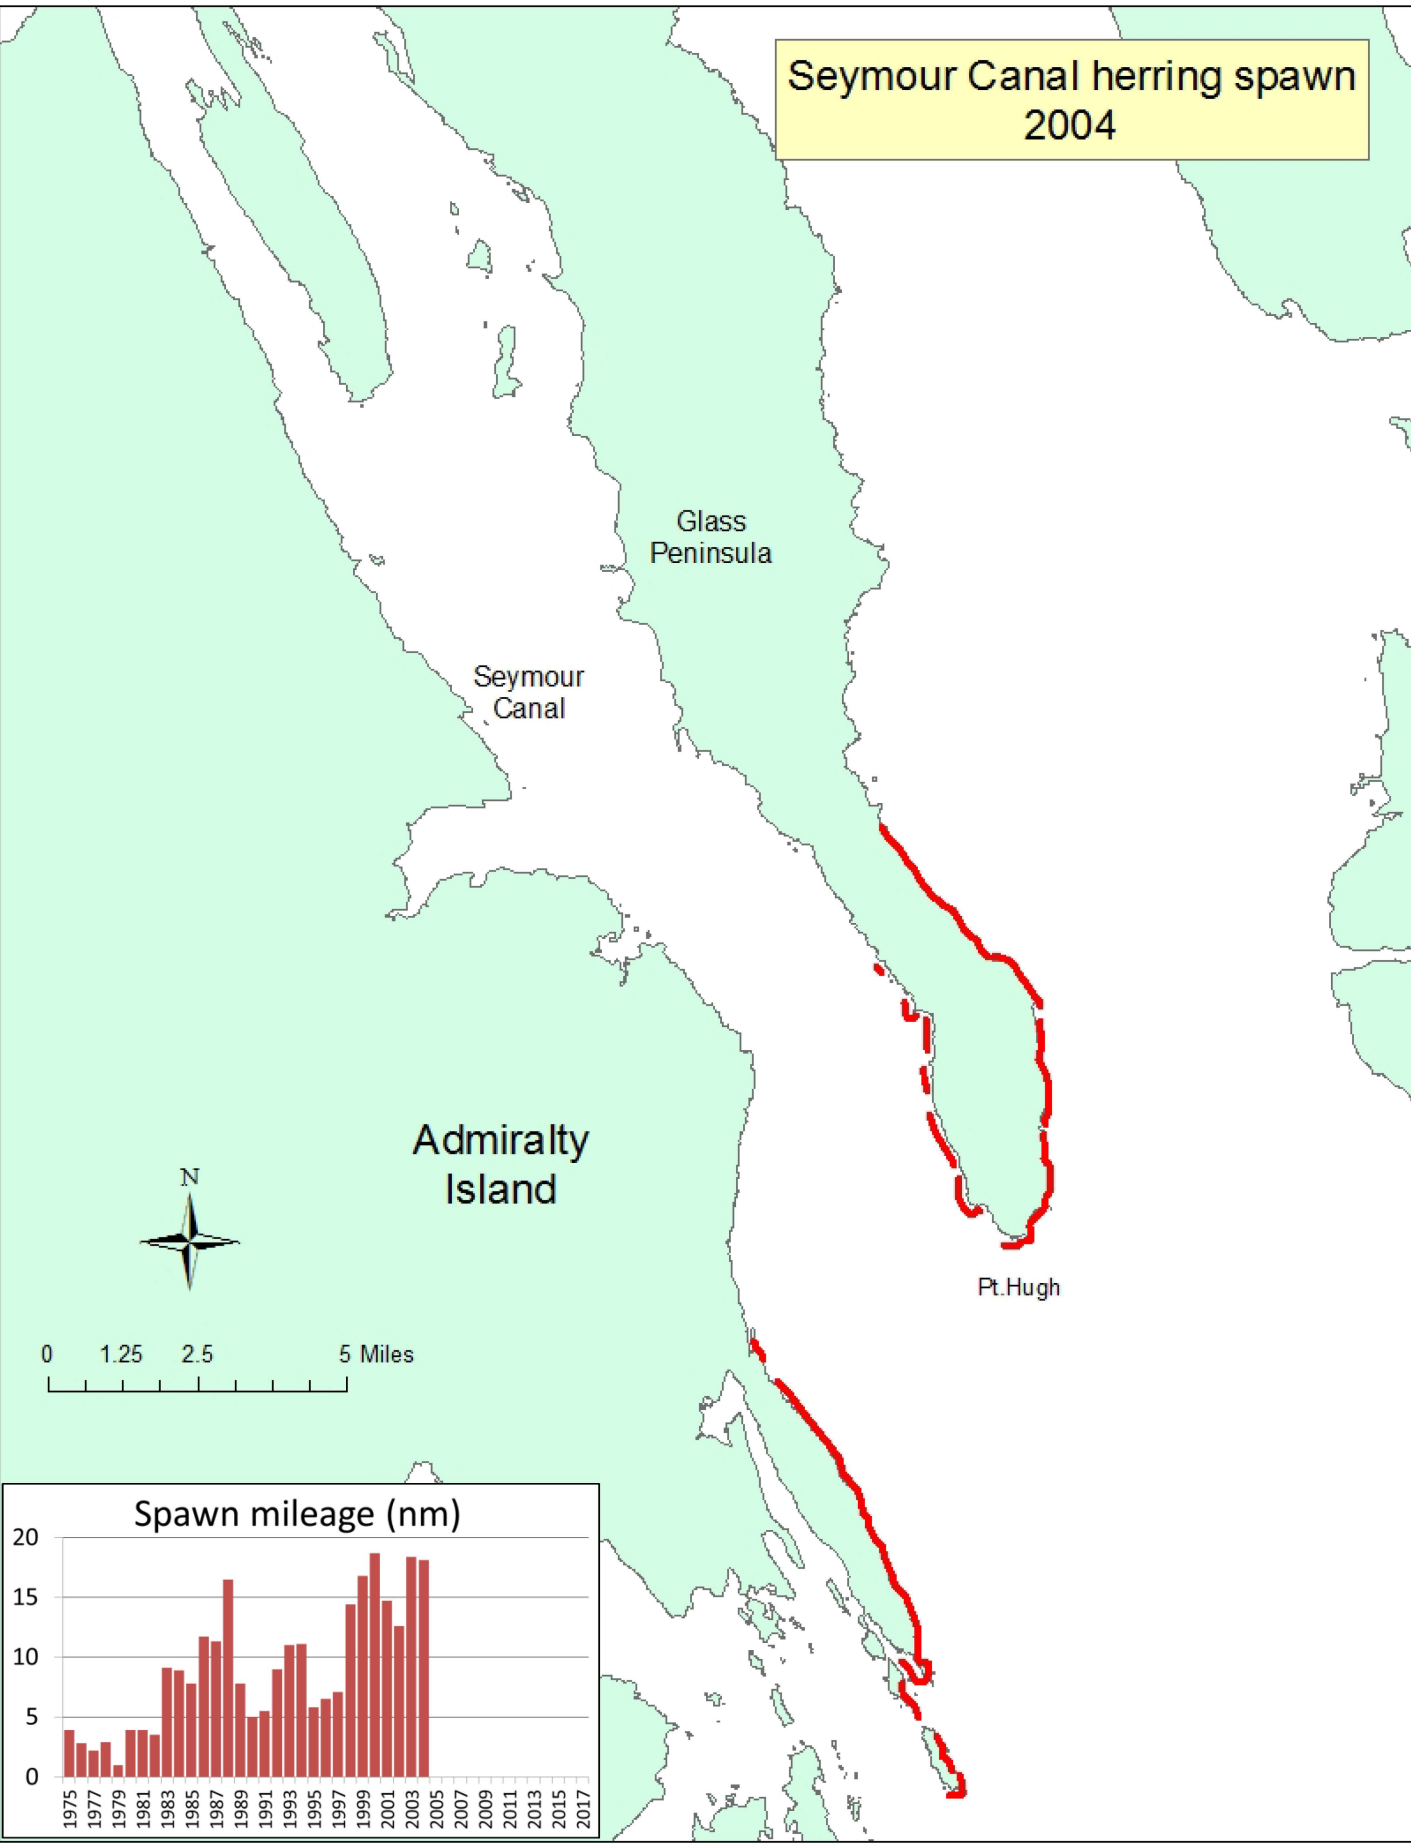 Seymour Canal herring spawn
2004
Glass
Peninsula
Seymour
Canal
Admiralty
Island
N
Pt.Hugh
0 1.25 2.5 5 Miles
Spawn mileage (nm)
20
15
10
5
0
1975 1977 1979 1981 1983 1985 1987 1989 1991 1993 1995 1997 1999 2001 2003 2005 2007 2009 2011 2013 2015 2017